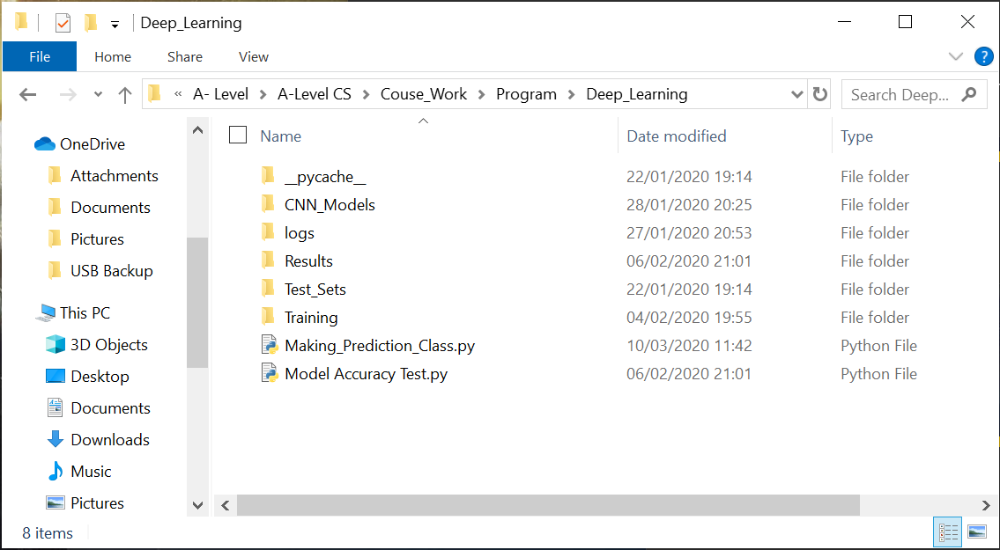 Deep_Learning
File Home Share View ?
« A- Level > A-Level CS > Couse_Work > Program > Deep_Learning Search Deep...
OneDrive
Attachments
Documents
Pictures
USB Backup
This PC
3D Objects
Desktop
Documents
Downloads
Music
Pictures
Name Date modified Type
__pycache__ 22/01/2020 19:14 File folder
CNN_Models 28/01/2020 20:25 File folder
logs 27/01/2020 20:53 File folder
Results 06/02/2020 21:01 File folder
Test_Sets 22/01/2020 19:14 File folder
Training 04/02/2020 19:55 File folder
Making_Prediction_Class.py 10/03/2020 11:42 Python File
Model Accuracy Test.py 06/02/2020 21:01 Python File
8 items